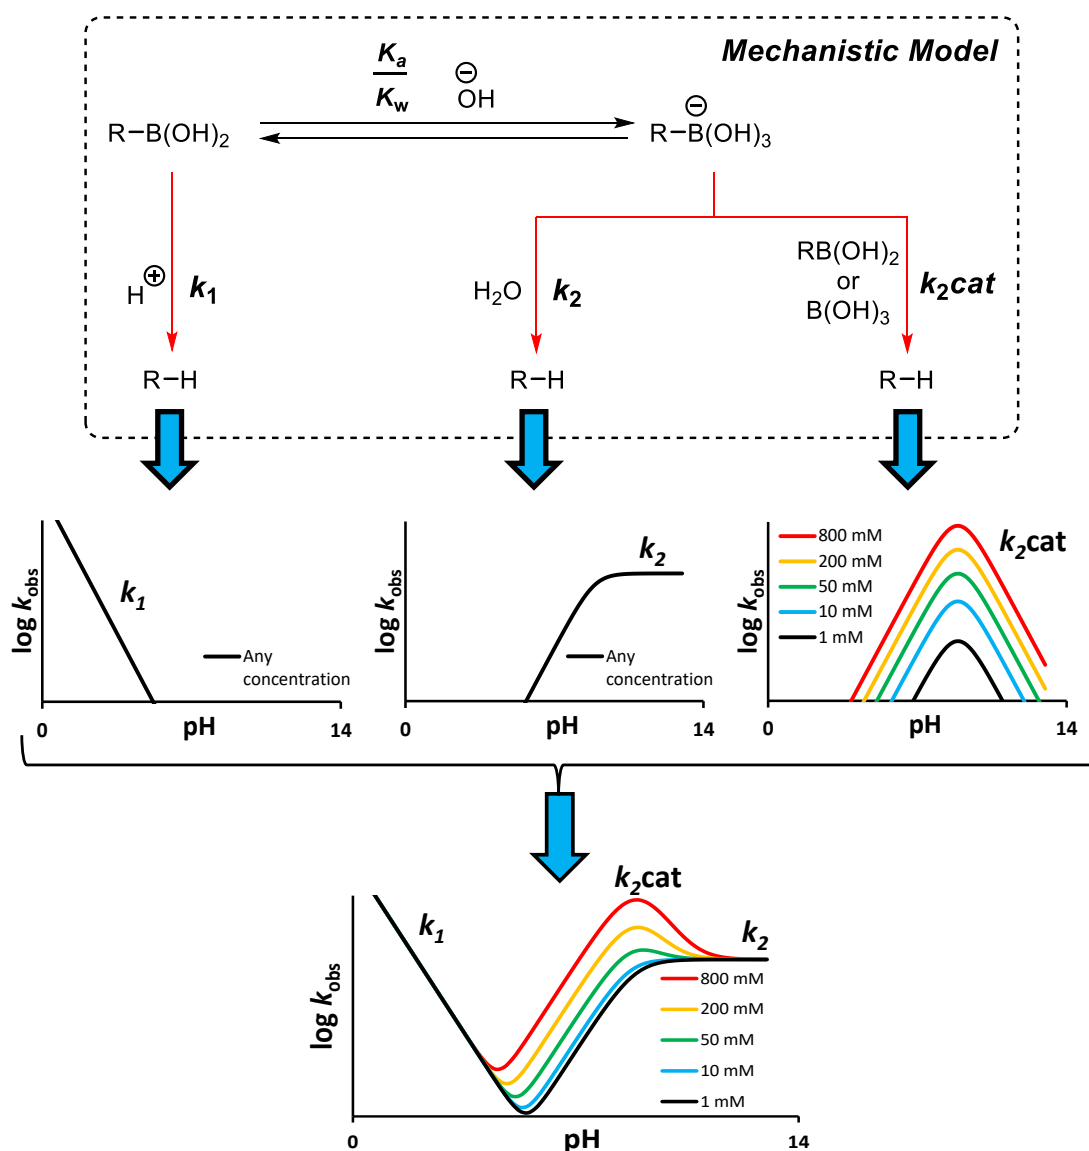 Mechanistic Model
Ka
Kw
⊖
OH
R–B(OH)2
⊖
R–B(OH)3
H⊕
k1
H2O
k2
RB(OH)2
or
B(OH)3
k2cat
R–H
R–H
R–H
log kobs
k1
Any
concentration
0
pH
14
log kobs
k2
Any
concentration
0
pH
14
log kobs
800 mM
200 mM
50 mM
10 mM
1 mM
k2cat
0
pH
14
log kobs
k1
k2cat
k2
800 mM
200 mM
50 mM
10 mM
1 mM
0
pH
14